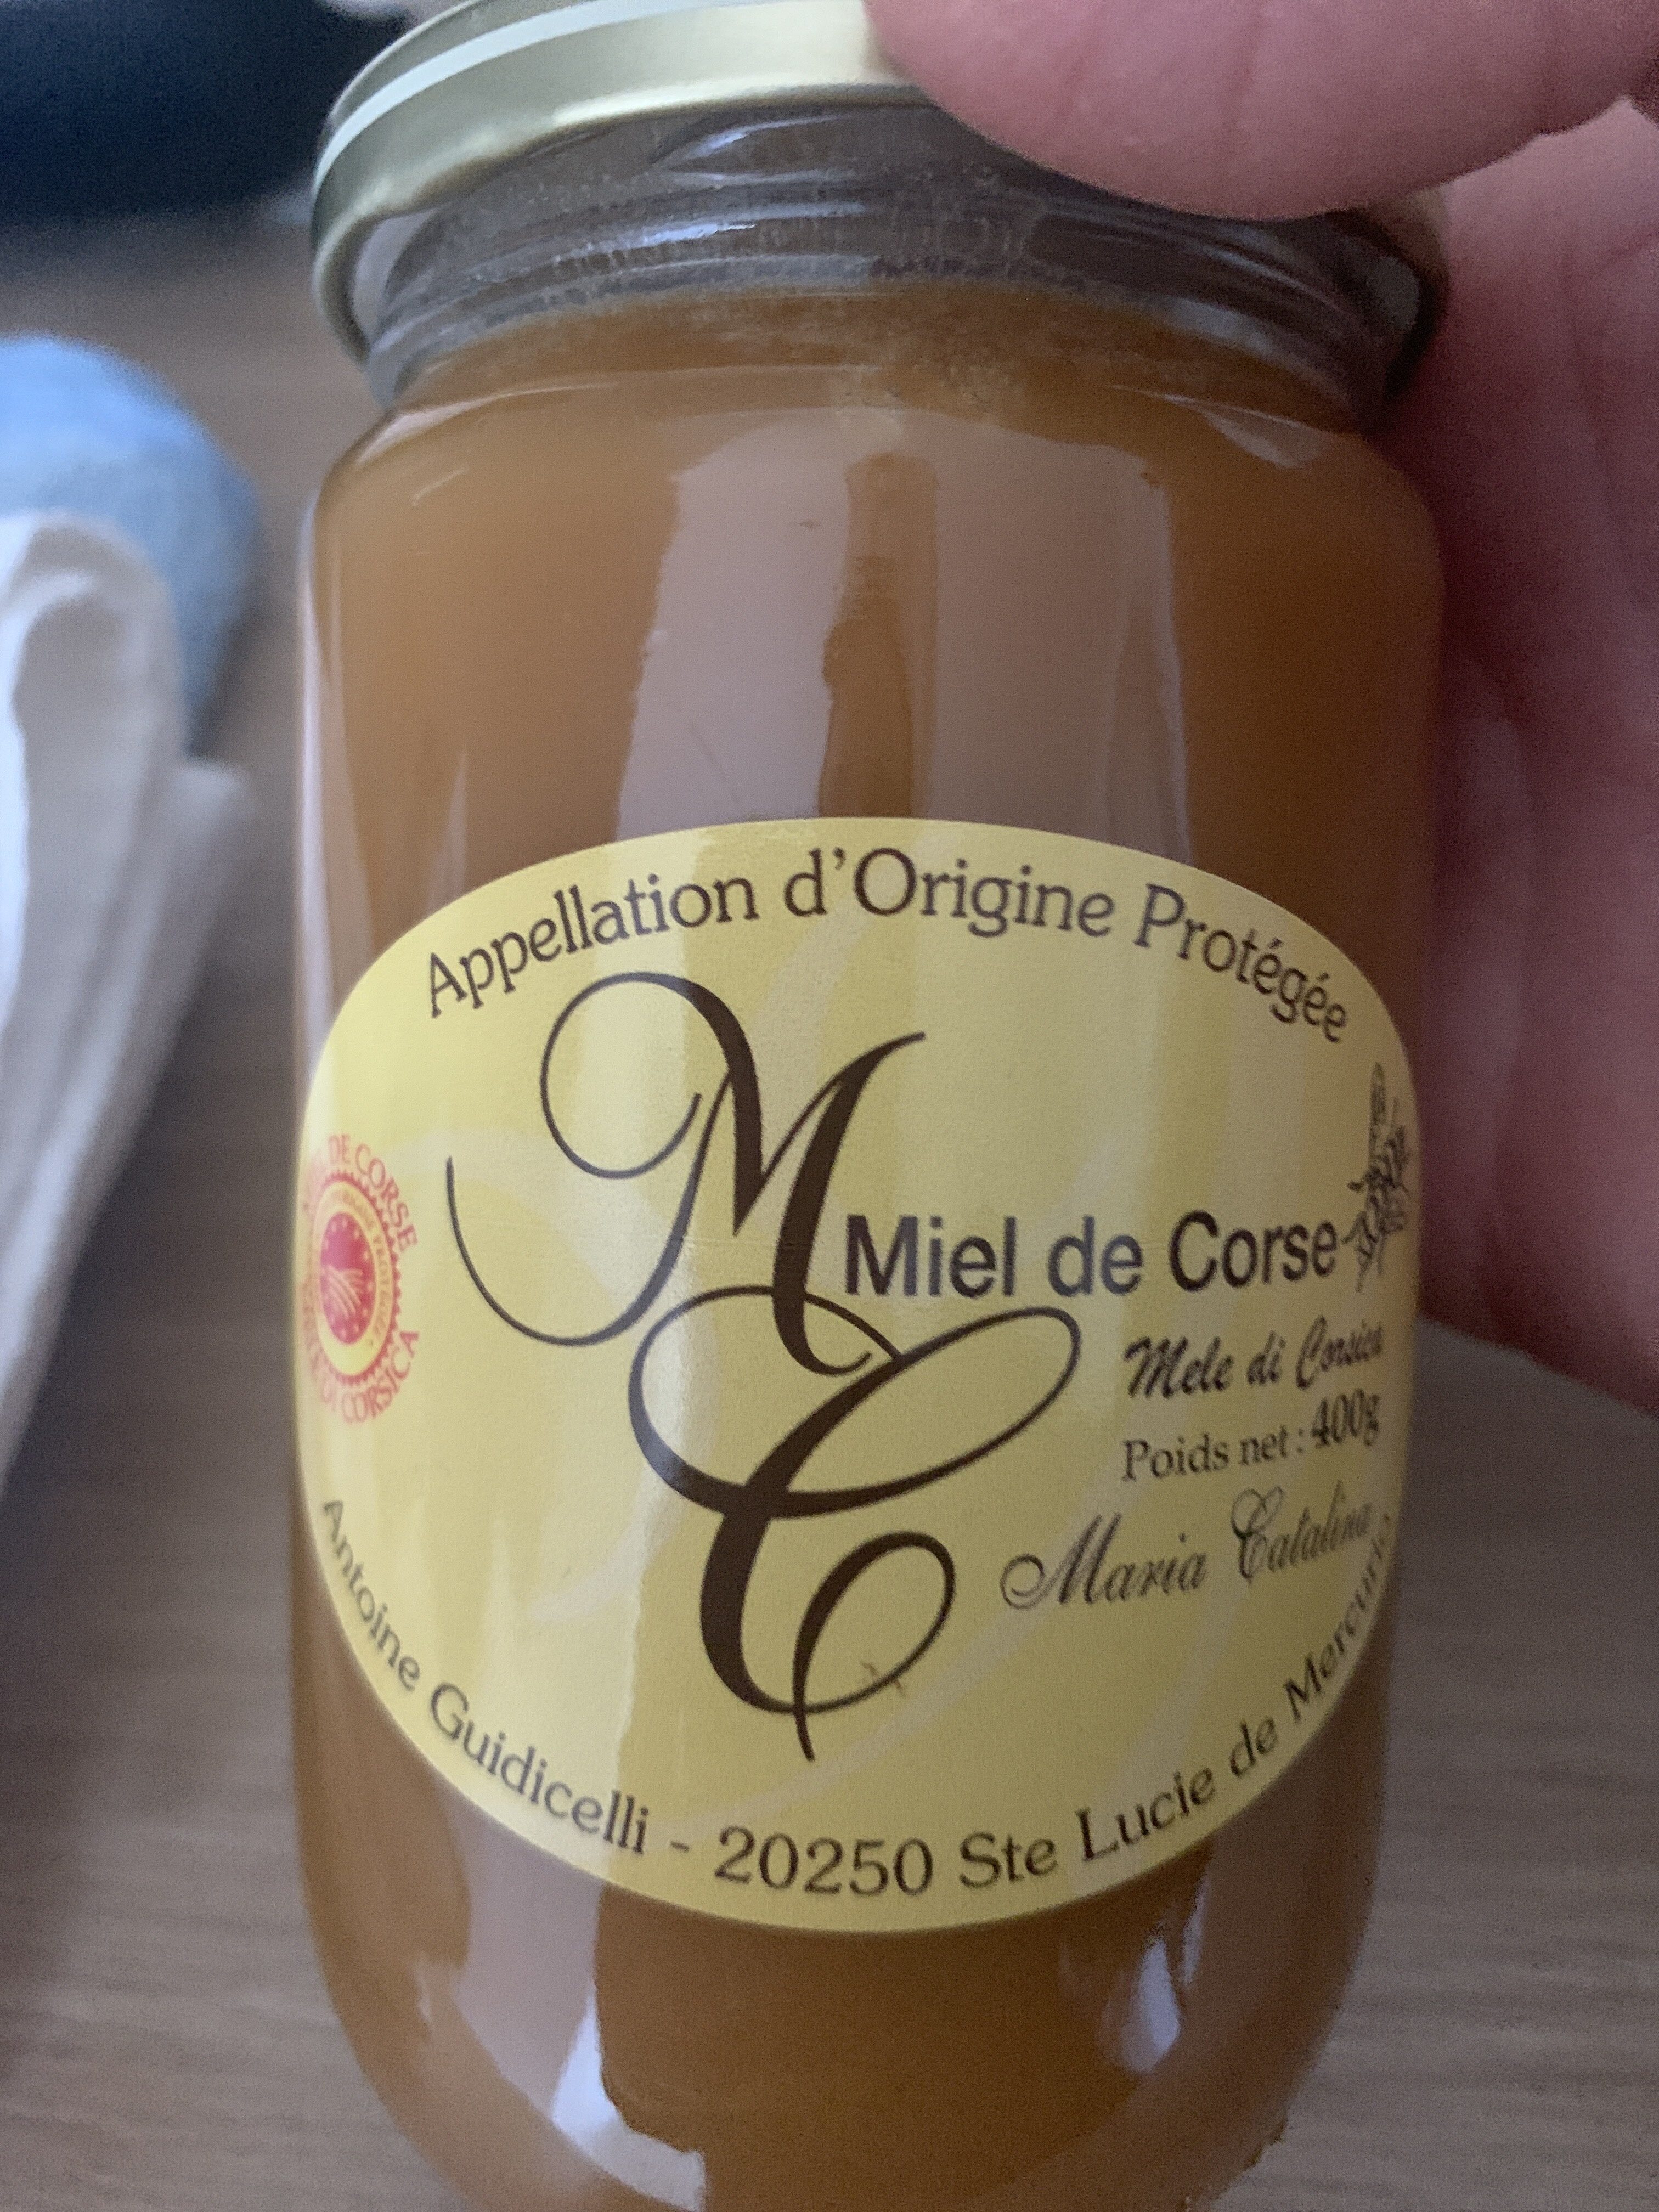 Appellation d'Origine Protégée
MC
DE CORSE
MELE DI CORSICA
Miel de Corse
Mele di Corsica
Poids net : 400g
Maria Catalina
Antoine Guidicelli - 20250 Ste Lucie de Mercurio